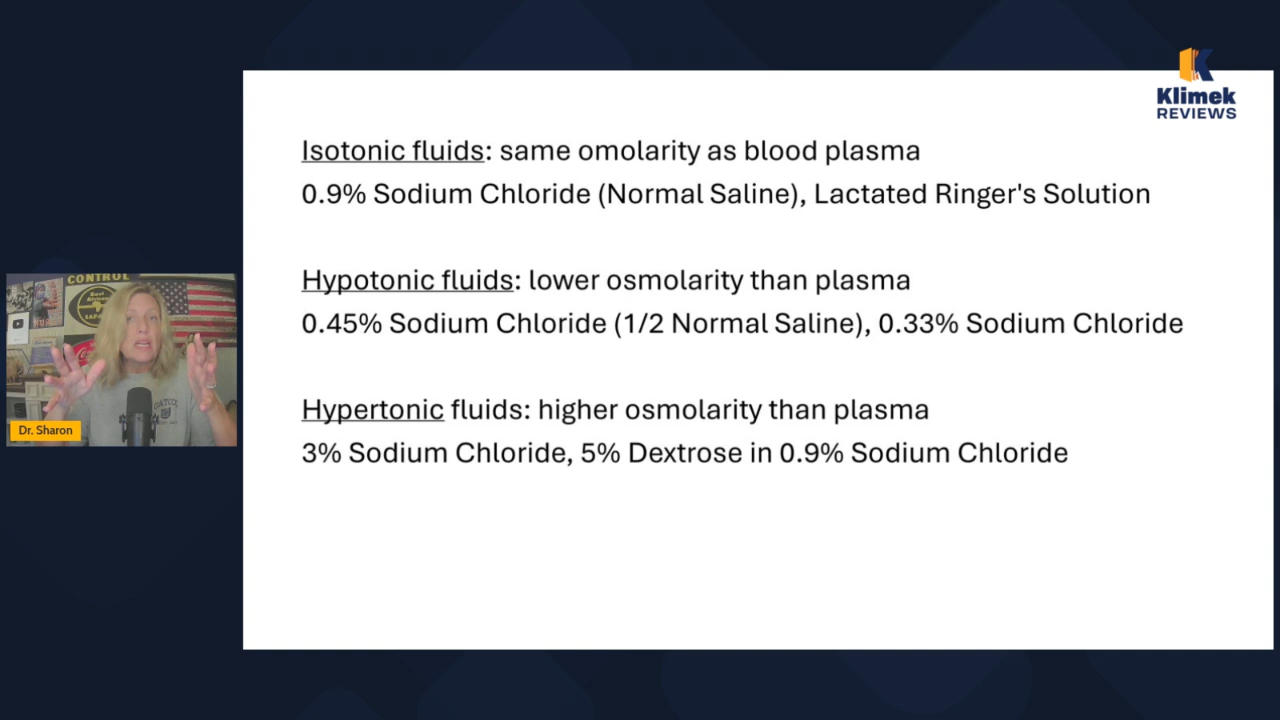 Klimek
REVIEWS
Isotonic fluids: same omolarity as blood plasma
0.9% Sodium Chloride (Normal Saline), Lactated Ringer's Solution
Hypotonic fluids: lower osmolarity than plasma
0.45% Sodium Chloride (1/2 Normal Saline), 0.33% Sodium Chloride
Hypertonic fluids: higher osmolarity than plasma
3% Sodium Chloride, 5% Dextrose in 0.9% Sodium Chloride
CONTROL
Dr. Sharon